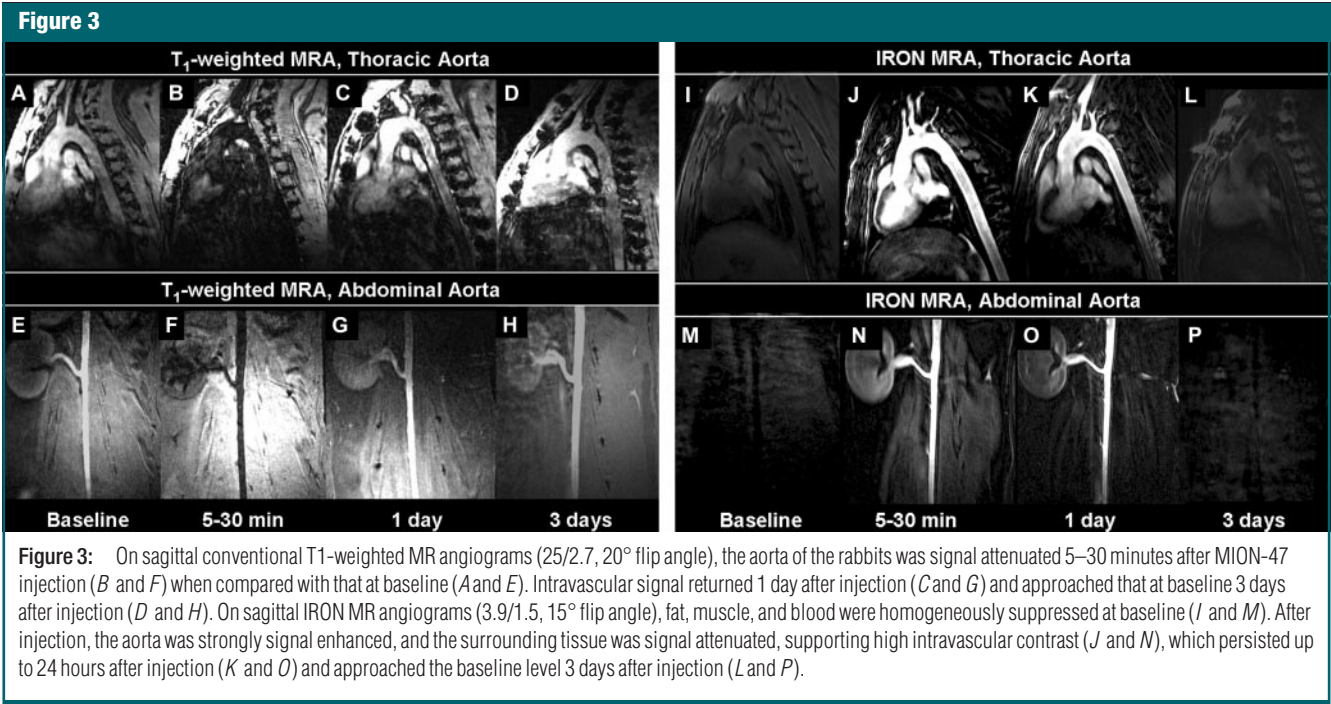 Figure 3
T1-weighted MRA, Thoracic Aorta
IRON MRA, Thoracic Aorta
A B C D I J K L
T1-weighted MRA, Abdominal Aorta
IRON MRA, Abdominal Aorta
E F G H M N O P
Baseline 5-30 min 1 day 3 days Baseline 5-30 min 1 day 3 days
Figure 3: On sagittal conventional T1-weighted MR angiograms (25/2.7, 20° flip angle), the aorta of the rabbits was signal attenuated 5–30 minutes after MION-47
injection (B and F) when compared with that at baseline (A and E). Intravascular signal returned 1 day after injection (C and G) and approached that at baseline 3 days
after injection (D and H). On sagittal IRON MR angiograms (3.9/1.5, 15° flip angle), fat, muscle, and blood were homogeneously suppressed at baseline (I and M). After
injection, the aorta was strongly signal enhanced, and the surrounding tissue was signal attenuated, supporting high intravascular contrast (J and N), which persisted up
to 24 hours after injection (K and O) and approached the baseline level 3 days after injection (L and P).